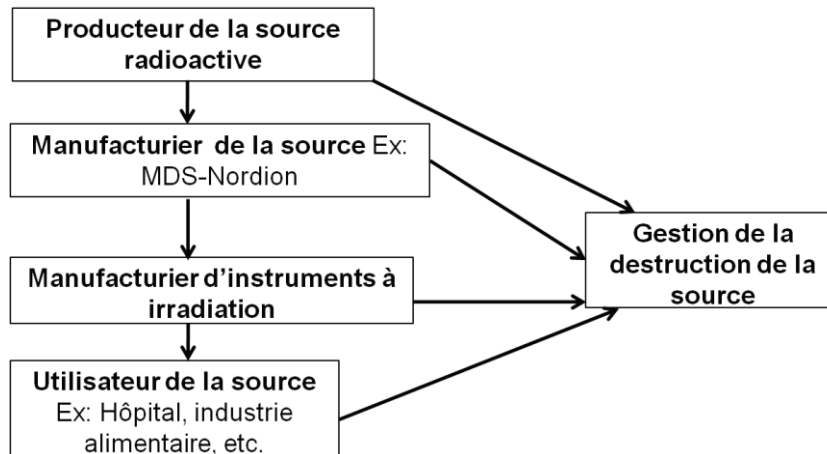 Producteur de la source
radioactive
Manufacturier de la source Ex:
MDS-Nordion
Gestion de la
destruction de la
source
Manufacturier d'instruments à
irradiation
Utilisateur de la source
Ex: Hôpital, industrie
alimentaire, etc.